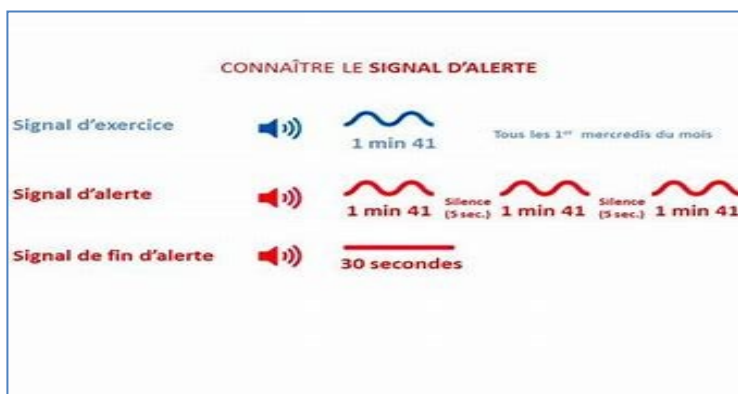 CONNAÎTRE LE SIGNAL D'ALERTE
Signal d'exercice 1 min 41 Tous les 1er mercredis du mois
Signal d'alerte 1 min 41 Silence (5 sec.) 1 min 41 Silence (5 sec.) 1 min 41
Signal de fin d'alerte 30 secondes